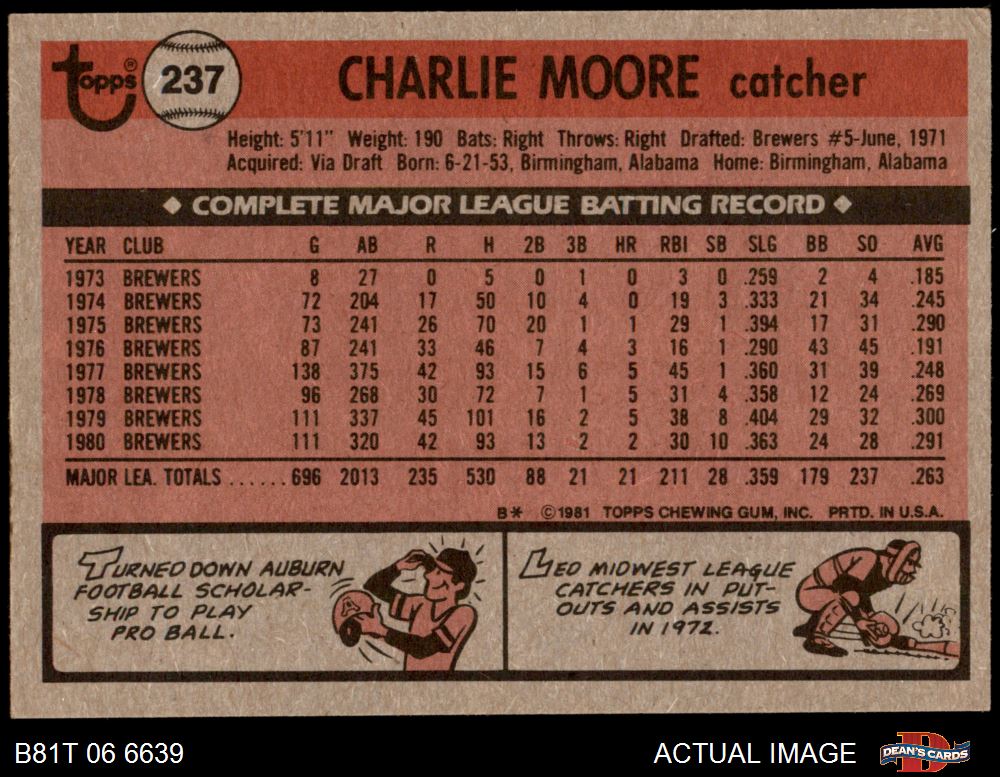 Topps® 237 CHARLIE MOORE catcher
Height: 5'11" Weight: 190 Bats: Right Throws: Right Drafted: Brewers #5-June, 1971
Acquired: Via Draft Born: 6-21-53, Birmingham, Alabama Home: Birmingham, Alabama
◆ COMPLETE MAJOR LEAGUE BATTING RECORD ◆
YEAR CLUB G AB R H 2B 3B HR RBI SB SLG BB SO AVG
1973 BREWERS 8 27 0 5 0 1 0 3 0 .259 2 4 .185
1974 BREWERS 72 204 17 50 10 4 0 19 3 .333 21 34 .245
1975 BREWERS 73 241 26 70 20 1 1 29 1 .394 17 31 .290
1976 BREWERS 87 241 33 46 7 4 3 16 1 .290 43 45 .191
1977 BREWERS 138 375 42 93 15 6 5 45 1 .360 31 39 .248
1978 BREWERS 96 268 30 72 7 1 5 31 4 .358 12 24 .269
1979 BREWERS 111 337 45 101 16 2 5 38 8 .404 29 32 .300
1980 BREWERS 111 320 42 93 13 2 2 30 10 .363 24 28 .291
MAJOR LEA. TOTALS ......696 2013 235 530 88 21 21 211 28 .359 179 237 .263
B* ©1981 TOPPS CHEWING GUM, INC. PRTD. IN U.S.A.
TURNED DOWN AUBURN
FOOTBALL SCHOLAR-
SHIP TO PLAY
PRO BALL.
A
LED MIDWEST LEAGUE
CATCHERS IN PUT-
OUTS AND ASSISTS
IN 1972.
B81T 06 6639 ACTUAL IMAGE DEAN'S CARDS